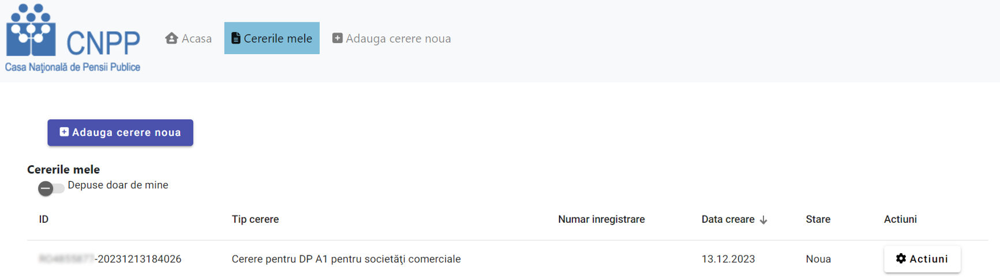 CNPP
Casa Naţională de Pensii Publice
Acasa
Cererile mele
Adauga cerere noua
Adauga cerere noua
Cererile mele
Depuse doar de mine
ID Tip cerere Numar inregistrare Data creare Stare Actiuni
-20231213184026 Cerere pentru DP A1 pentru societăţi comerciale 13.12.2023 Noua Actiuni